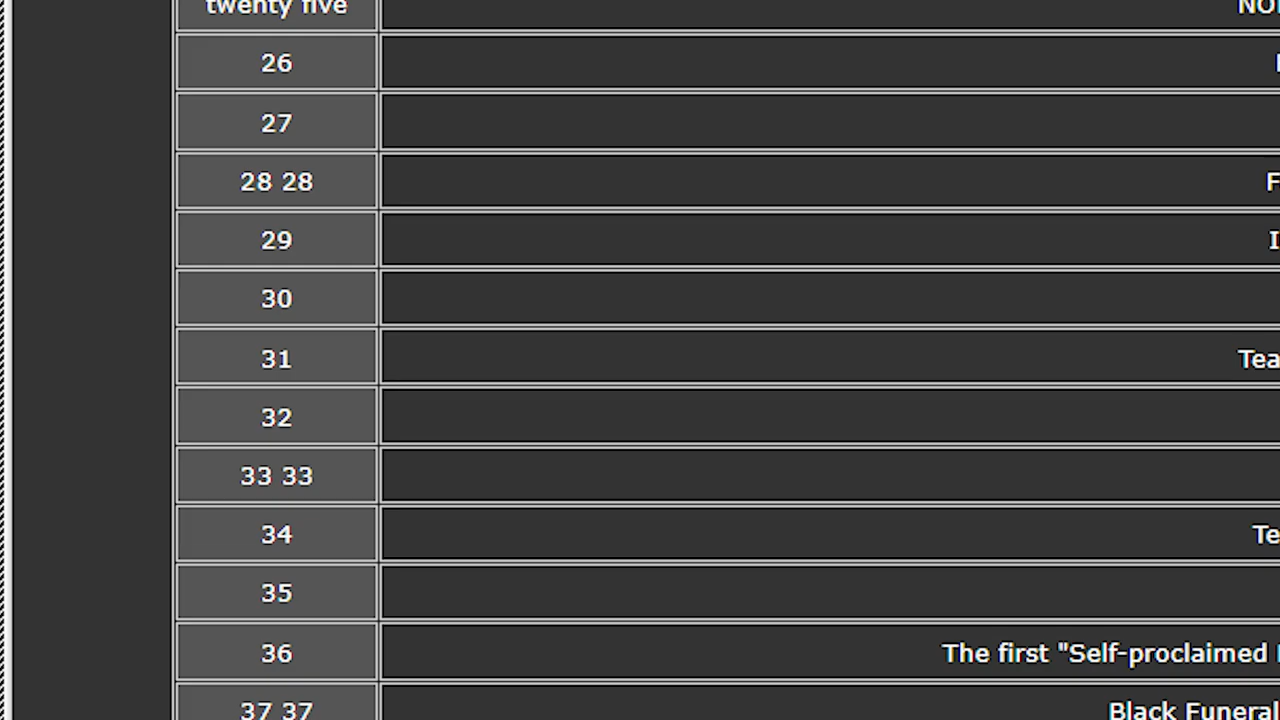 twenty five NO
26
27
28 28 F
29 I
30
31 Tea
32
33 33
34 Te
35
36 The first "Self-proclaimed
37 37 Black Funeral